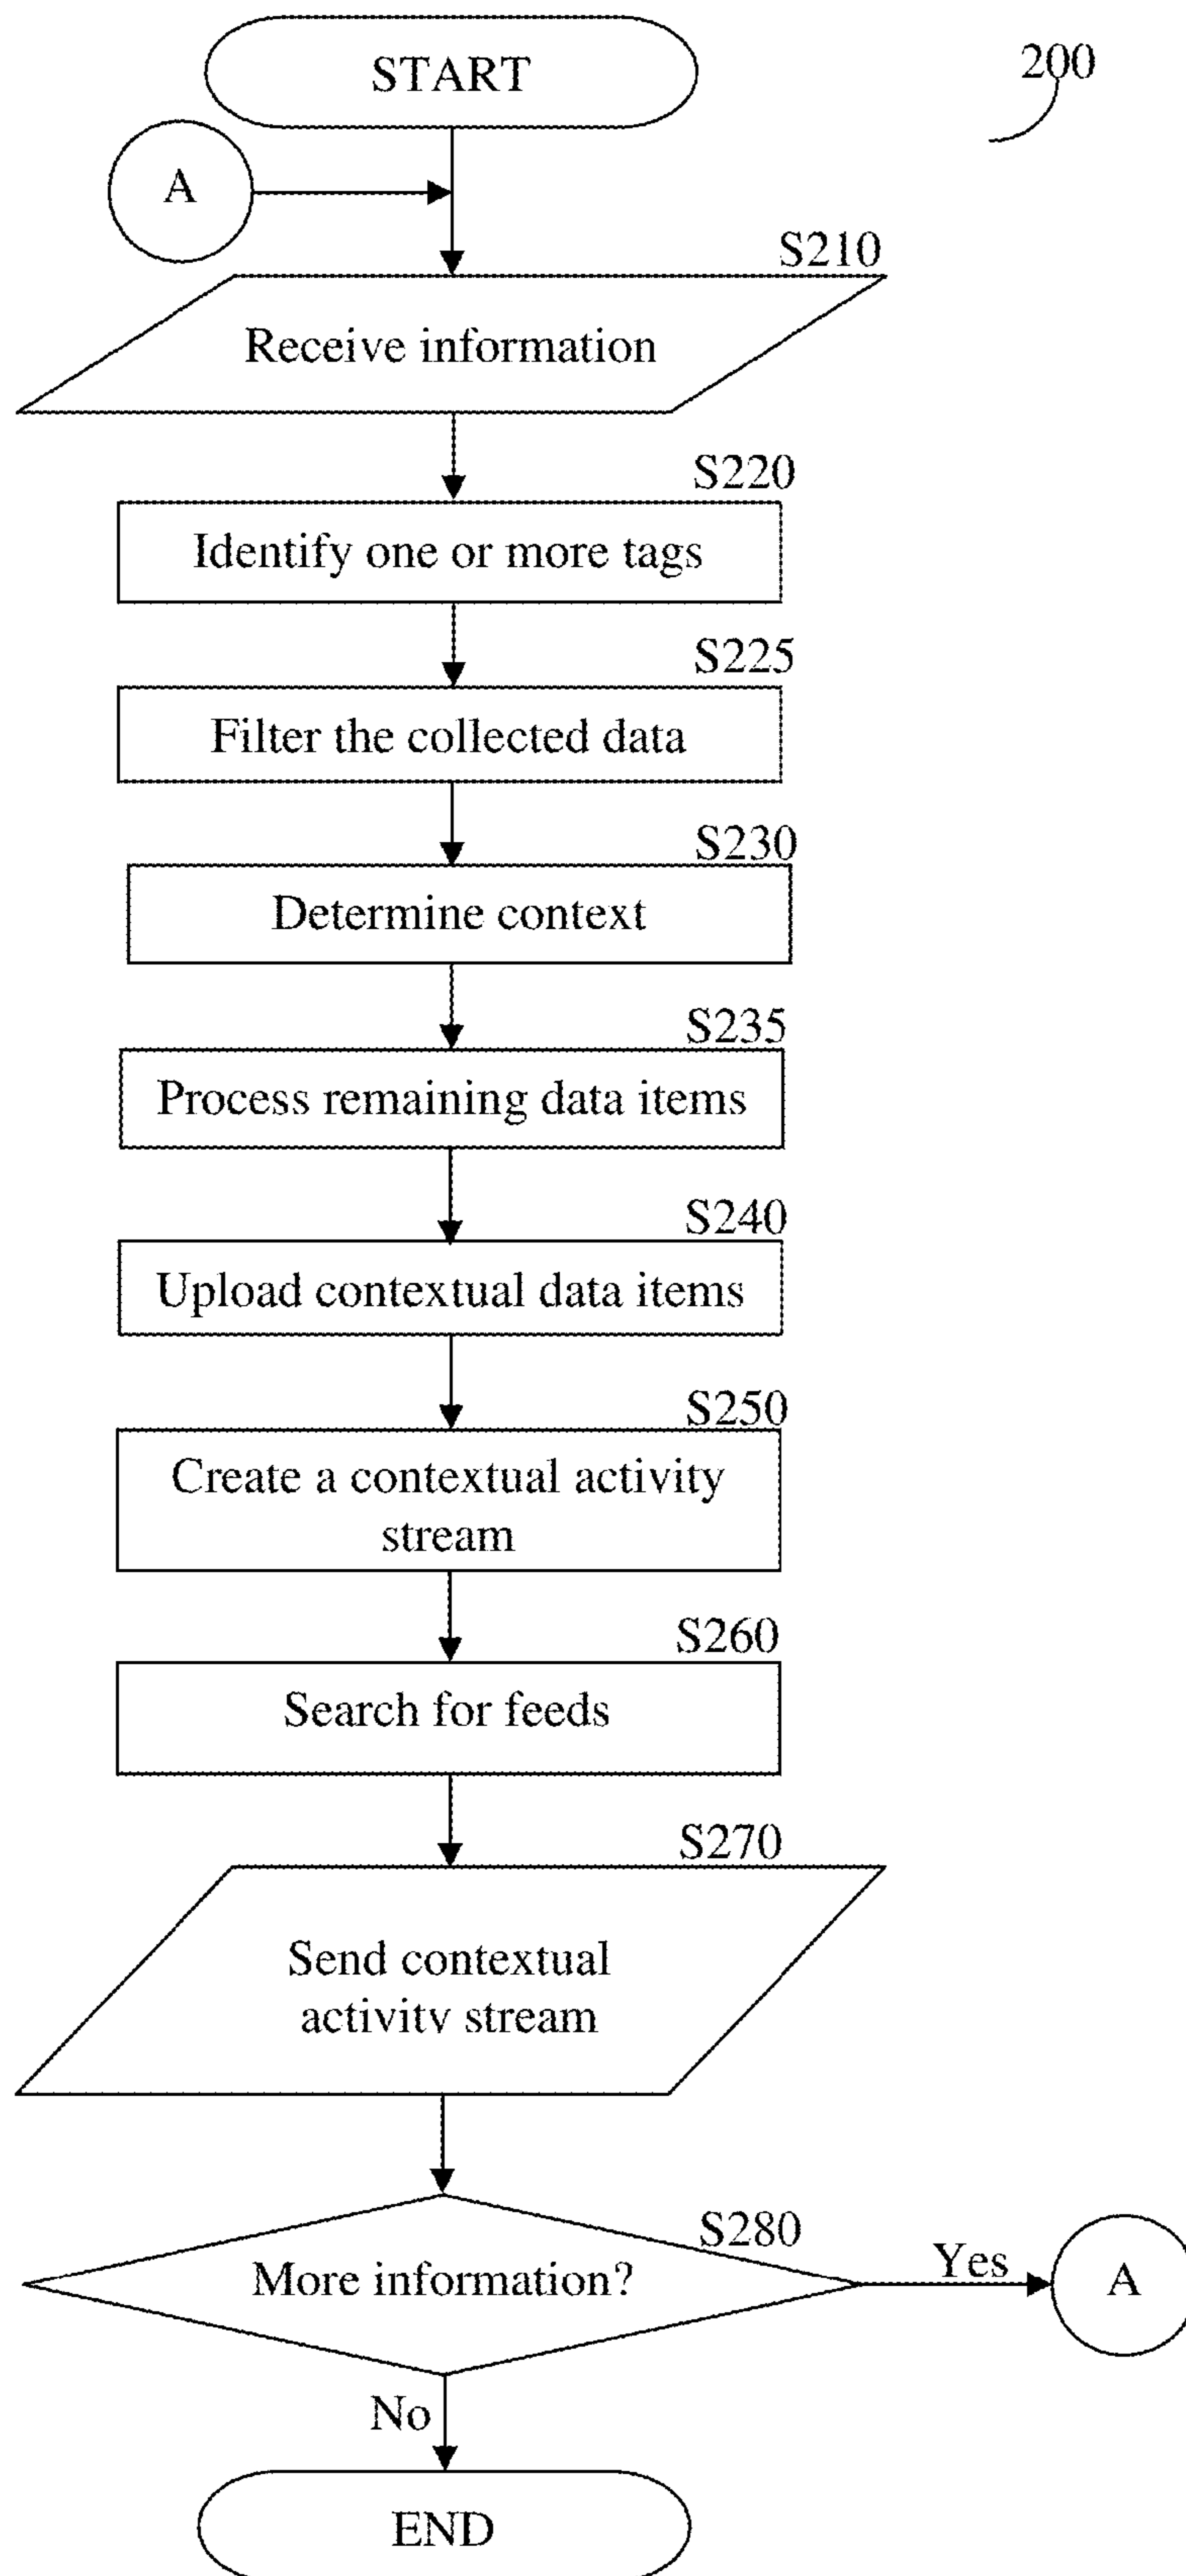 START
200
A
S210
Receive information
S220
Identify one or more tags
S225
Filter the collected data
S230
Determine context
S235
Process remaining data items
S240
Upload contextual data items
S250
Create a contextual activity
stream
S260
Search for feeds
S270
Send contextual
activity stream
S280
More information?
Yes
A
No
END